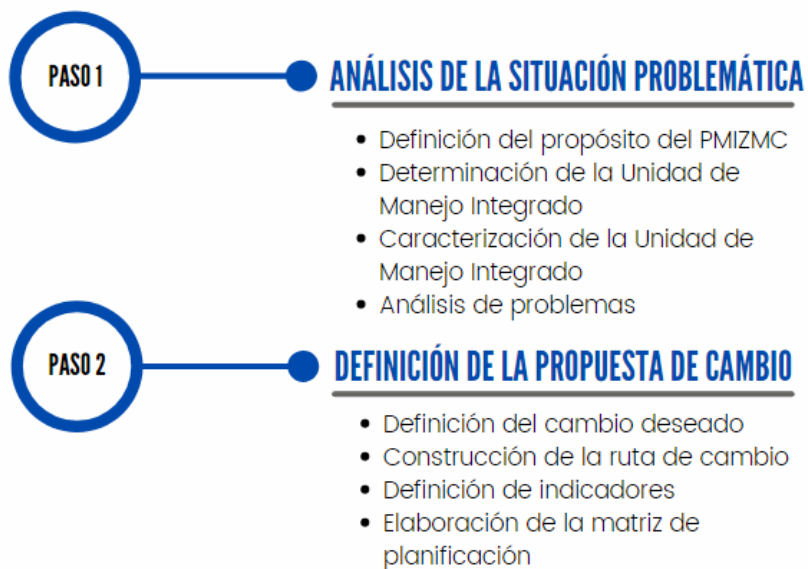 PASO 1
ANÁLISIS DE LA SITUACIÓN PROBLEMÁTICA
• Definición del propósito del PMIZMC
• Determinación de la Unidad de
Manejo Integrado
• Caracterización de la Unidad de
Manejo Integrado
• Análisis de problemas
PASO 2
DEFINICIÓN DE LA PROPUESTA DE CAMBIO
• Definición del cambio deseado
• Construcción de la ruta de cambio
• Definición de indicadores
• Elaboración de la matriz de
planificación